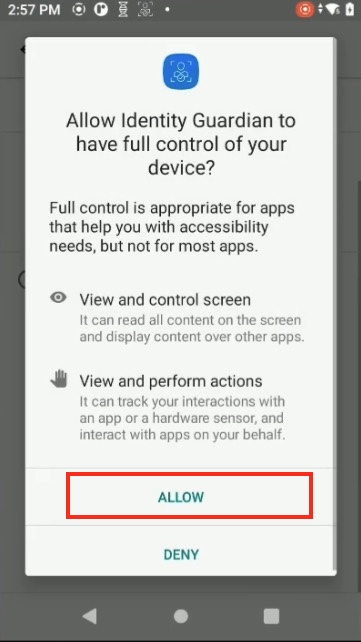 2:57 PM
Allow Identity Guardian to
have full control of your
device?
Full control is appropriate for apps
that help you with accessibility
needs, but not for most apps.
View and control screen
It can read all content on the screen
and display content over other apps.
View and perform actions
It can track your interactions with
an app or a hardware sensor, and
interact with apps on your behalf.
ALLOW
DENY